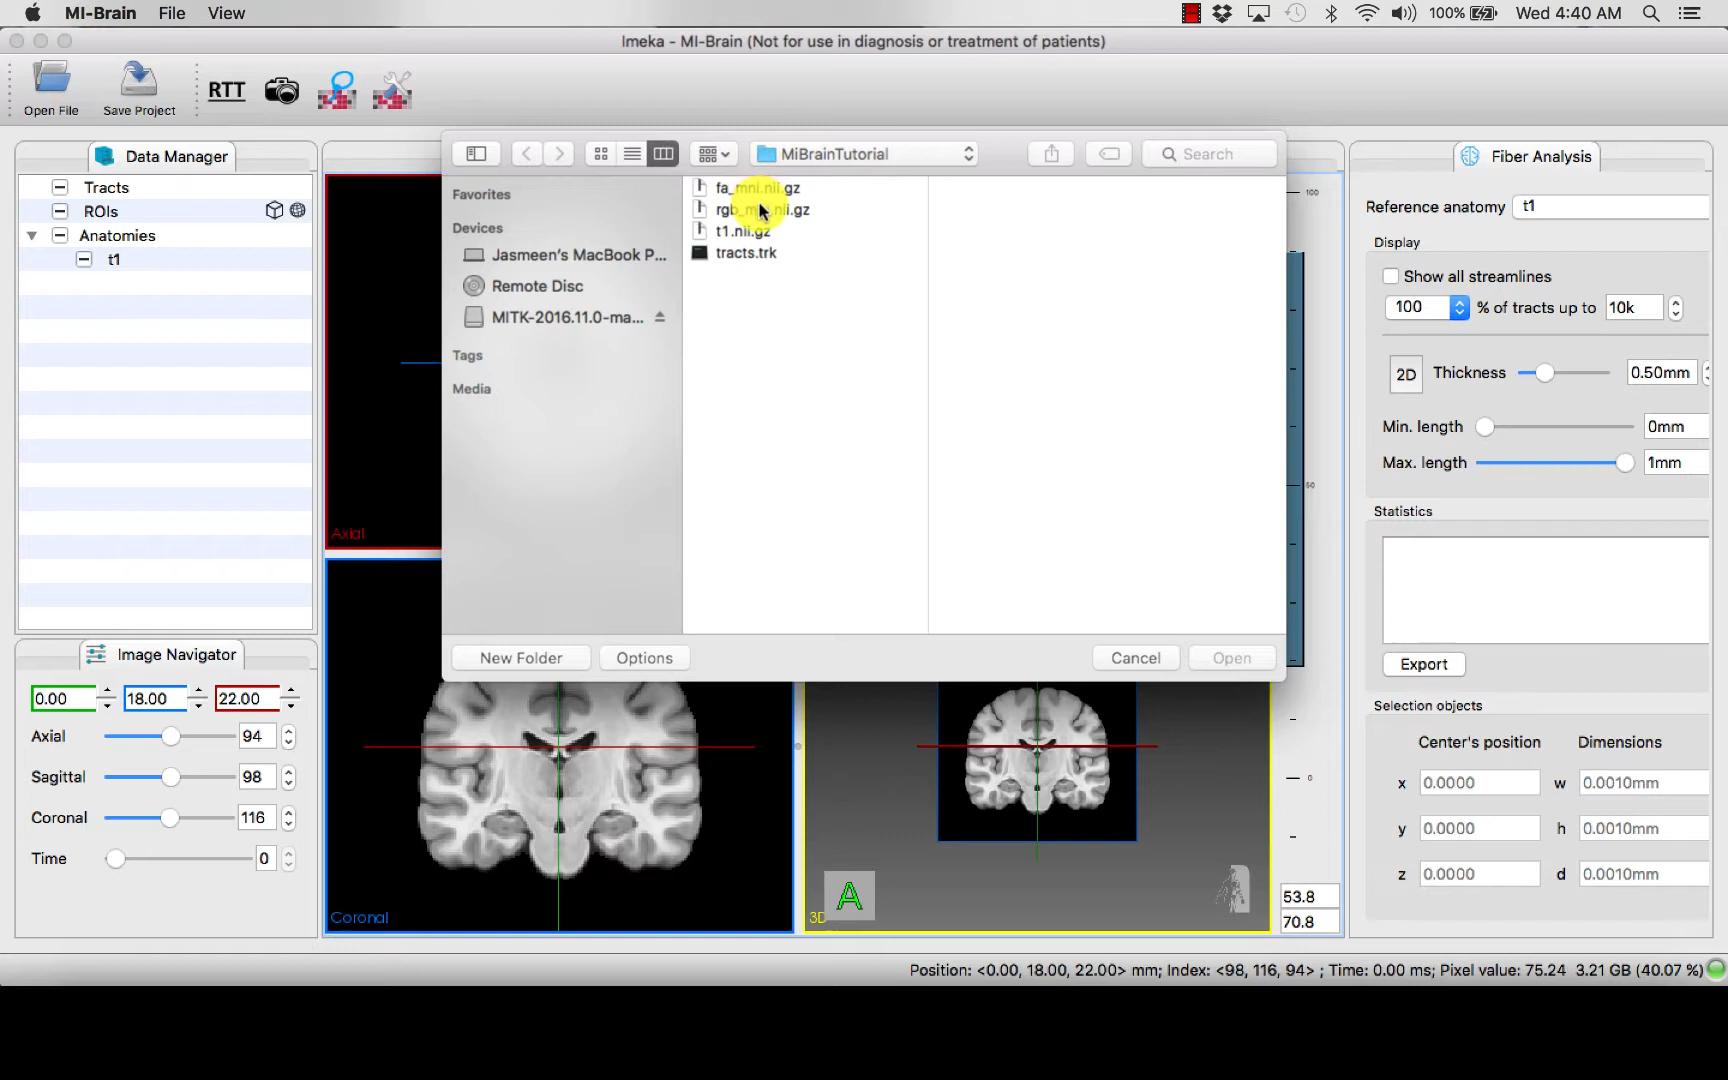 MI-Brain File View 100% Wed 4:40 AM
Imeka - MI-Brain (Not for use in diagnosis or treatment of patients)
RTT
Open File Save Project
Data Manager
Tracts
ROIs
Anatomies
t1
Axial
MiBrainTutorial Search
Favorites
Devices
Jasmeen's MacBook P...
Remote Disc
MITK-2016.11.0-ma...
Tags
Media
fa_mni.nii.gz
rgb_mni.nii.gz
t1.nii.gz
tracts.trk
New Folder Options Cancel Open
100
50
0
Fiber Analysis
Reference anatomy t1
Display
Show all streamlines
100 % of tracts up to 10k
2D Thickness 0.50mm
Min. length 0mm
Max. length 1mm
Statistics
Export
Selection objects
Center's position Dimensions
x 0.0000 w 0.0010mm
y 0.0000 h 0.0010mm
z 0.0000 d 0.0010mm
Image Navigator
0.00 18.00 22.00
Axial 94
Sagittal 98
Coronal 116
Time 0
Coronal
A
3D
53.8
70.8
Position: <0.00, 18.00, 22.00> mm; Index: <98, 116, 94> ; Time: 0.00 ms; Pixel value: 75.24 3.21 GB (40.07 %)